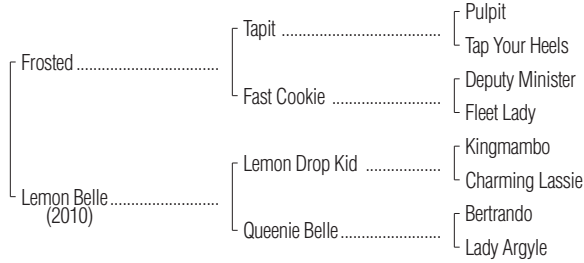 Pulpit
Tapit
Tap Your Heels
Frosted
Deputy Minister
Fast Cookie
Fleet Lady
Kingmambo
Lemon Drop Kid
Charming Lassie
Lemon Belle
(2010)
Bertrando
Queenie Belle
Lady Argyle